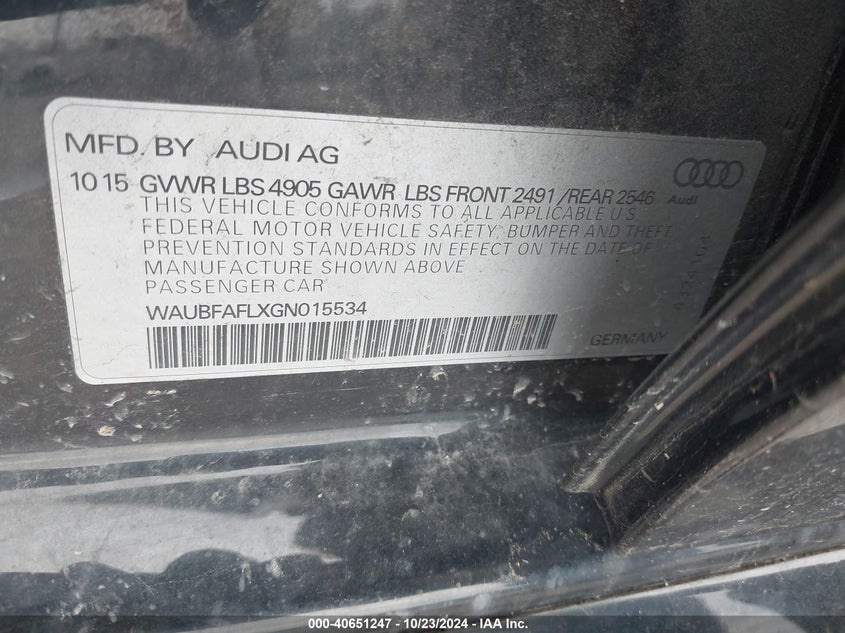 MFD. BY AUDI AG
10 15 GVWR LBS 4905 GAWR LBS FRONT 2491 /REAR 2546
Audi
THIS VEHICLE CONFORMS TO ALL APPLICABLE U S
FEDERAL MOTOR VEHICLE SAFETY, BUMPER AND THEFT
PREVENTION STANDARDS IN EFFECT ON THE DATE OF
MANUFACTURE SHOWN ABOVE
PASSENGER CAR
WAUBFAFLXGN015534
GERMANY
000-40651247 - 10/23/2024 - IAA Inc.